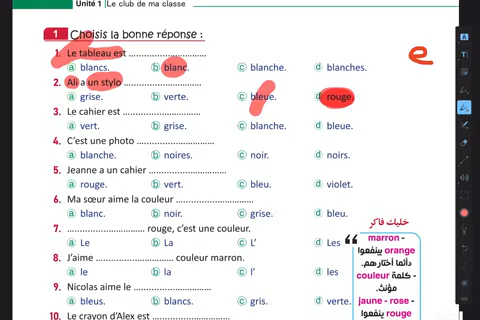 Unité 1 | Le club de ma classe
1 Choisis la bonne réponse :
1. Le tableau est ............................
a blancs. b blanc. c blanche. d blanches.
2. Ali a un stylo ............................
a grise. b verte. c bleue. d rouge.
3. Le cahier est ............................
a vert. b grise. c blanche. d bleue.
4. C'est une photo ............................
a blanche. b noires. c noir. d noirs.
5. Jeanne a un cahier ............................
a rouge. b vert. c bleu. d violet.
6. Ma sœur aime la couleur ............................
a blanc. b noir. c grise. d bleu.
7. ............................ rouge, c'est une couleur.
a Le b La c L' d Les
8. J'aime ............................ couleur marron.
a le b la c l' d les
9. Nicolas aime le ............................
a bleus. b blancs. c gris. d verte.
10. Le crayon d'Alex est ............................
e
خليك فاكر
marron -
orange بينفعوا
دائما أختارهم.
- كلمة couleur
مؤنث.
jaune - rose -
rouge ينفعوا